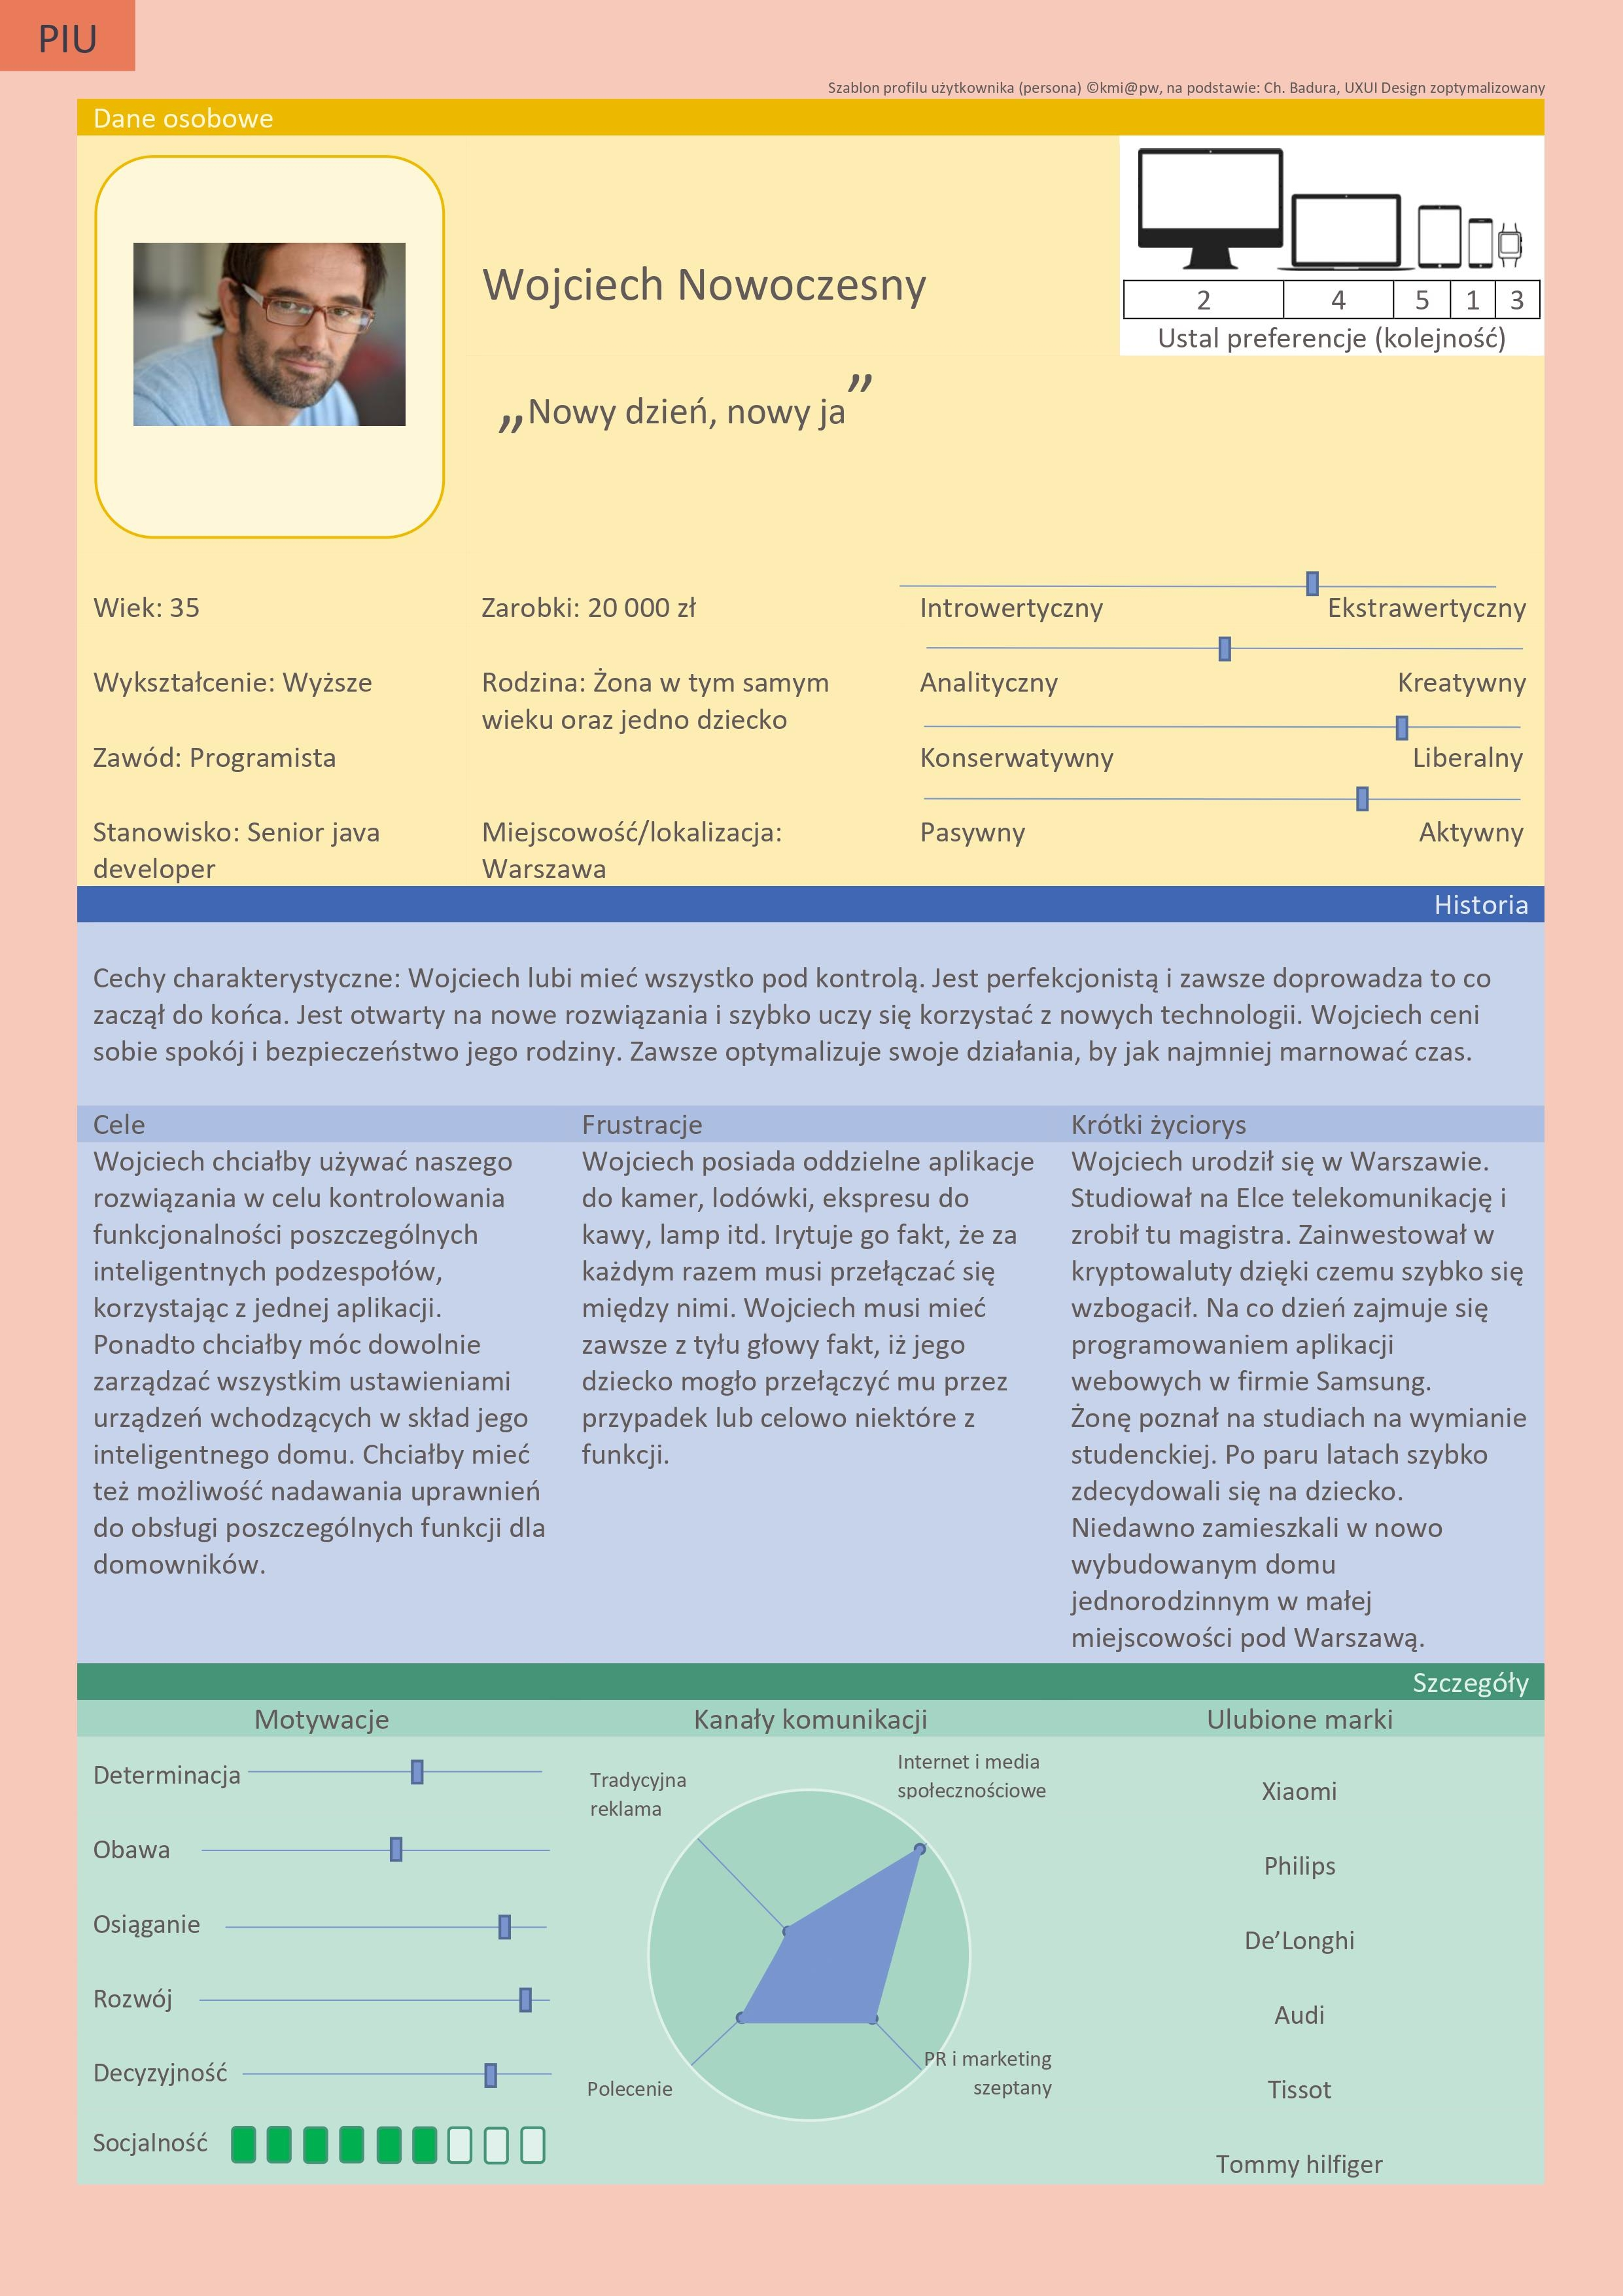 PIU
Szablon profilu użytkownika (persona) ©kmi@pw, na podstawie: Ch. Badura, UXUI Design zoptymalizowany
Dane osobowe
Wojciech Nowoczesny
„Nowy dzień, nowy ja”
2 4 5 1 3
Ustal preferencje (kolejność)
Wiek: 35
Wykształcenie: Wyższe
Zawód: Programista
Stanowisko: Senior java
developer
Zarobki: 20 000 zł
Rodzina: Żona w tym samym
wieku oraz jedno dziecko
Miejscowość/lokalizacja:
Warszawa
Introwertyczny Ekstrawertyczny
Analityczny Kreatywny
Konserwatywny Liberalny
Pasywny Aktywny
Historia
Cechy charakterystyczne: Wojciech lubi mieć wszystko pod kontrolą. Jest perfekcjonistą i zawsze doprowadza to co
zaczął do końca. Jest otwarty na nowe rozwiązania i szybko uczy się korzystać z nowych technologii. Wojciech ceni
sobie spokój i bezpieczeństwo jego rodziny. Zawsze optymalizuje swoje działania, by jak najmniej marnować czas.
Cele
Wojciech chciałby używać naszego
rozwiązania w celu kontrolowania
funkcjonalności poszczególnych
inteligentnych podzespołów,
korzystając z jednej aplikacji.
Ponadto chciałby móc dowolnie
zarządzać wszystkim ustawieniami
urządzeń wchodzących w skład jego
inteligentnego domu. Chciałby mieć
też możliwość nadawania uprawnień
do obsługi poszczególnych funkcji dla
domowników.
Frustracje
Wojciech posiada oddzielne aplikacje
do kamer, lodówki, ekspresu do
kawy, lamp itd. Irytuje go fakt, że za
każdym razem musi przełączać się
między nimi. Wojciech musi mieć
zawsze z tyłu głowy fakt, iż jego
dziecko mogło przełączyć mu przez
przypadek lub celowo niektóre z
funkcji.
Krótki życiorys
Wojciech urodził się w Warszawie.
Studiował na Elce telekomunikację i
zrobił tu magistra. Zainwestował w
kryptowaluty dzięki czemu szybko się
wzbogacił. Na co dzień zajmuje się
programowaniem aplikacji
webowych w firmie Samsung.
Żonę poznał na studiach na wymianie
studenckiej. Po paru latach szybko
zdecydowali się na dziecko.
Niedawno zamieszkali w nowo
wybudowanym domu
jednorodzinnym w małej
miejscowości pod Warszawą.
Szczegóły
Motywacje
Determinacja
Obawa
Osiąganie
Rozwój
Decyzyjność
Socjalność
Kanały komunikacji
Tradycyjna
reklama
Internet i media
społecznościowe
Polecenie
PR i marketing
szeptany
Ulubione marki
Xiaomi
Philips
De’Longhi
Audi
Tissot
Tommy hilfiger